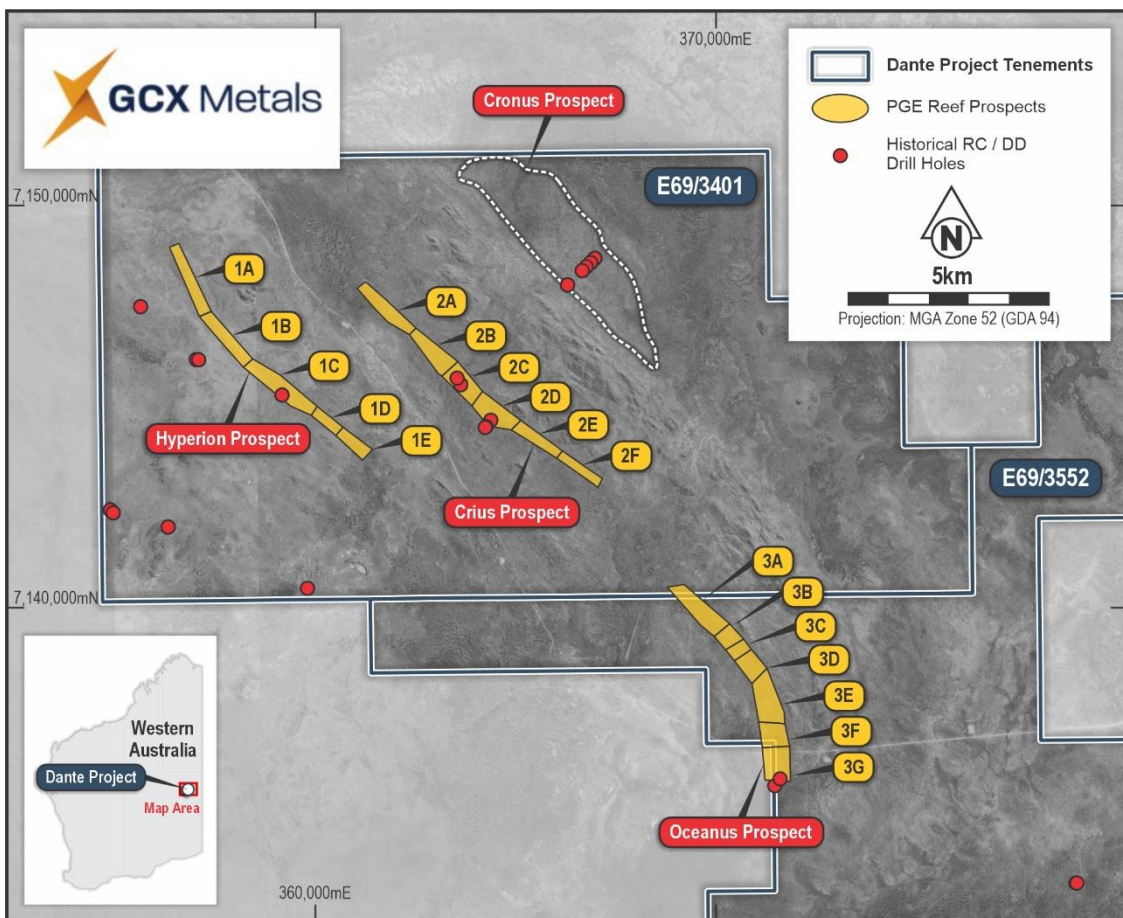 370,000mE
GCX Metals
Cronus Prospect
Dante Project Tenements
PGE Reef Prospects
Historical RC / DD
Drill Holes
N
5km
Projection: MGA Zone 52 (GDA 94)
7,150,000mN
E69/3401
1A
1B
1C
1D
1E
Hyperion Prospect
2A
2B
2C
2D
2E
2F
Crius Prospect
E69/3552
7,140,000mN
3A
3B
3C
3D
3E
3F
3G
Oceanus Prospect
Western
Australia
Dante Project
Map Area
360,000mE